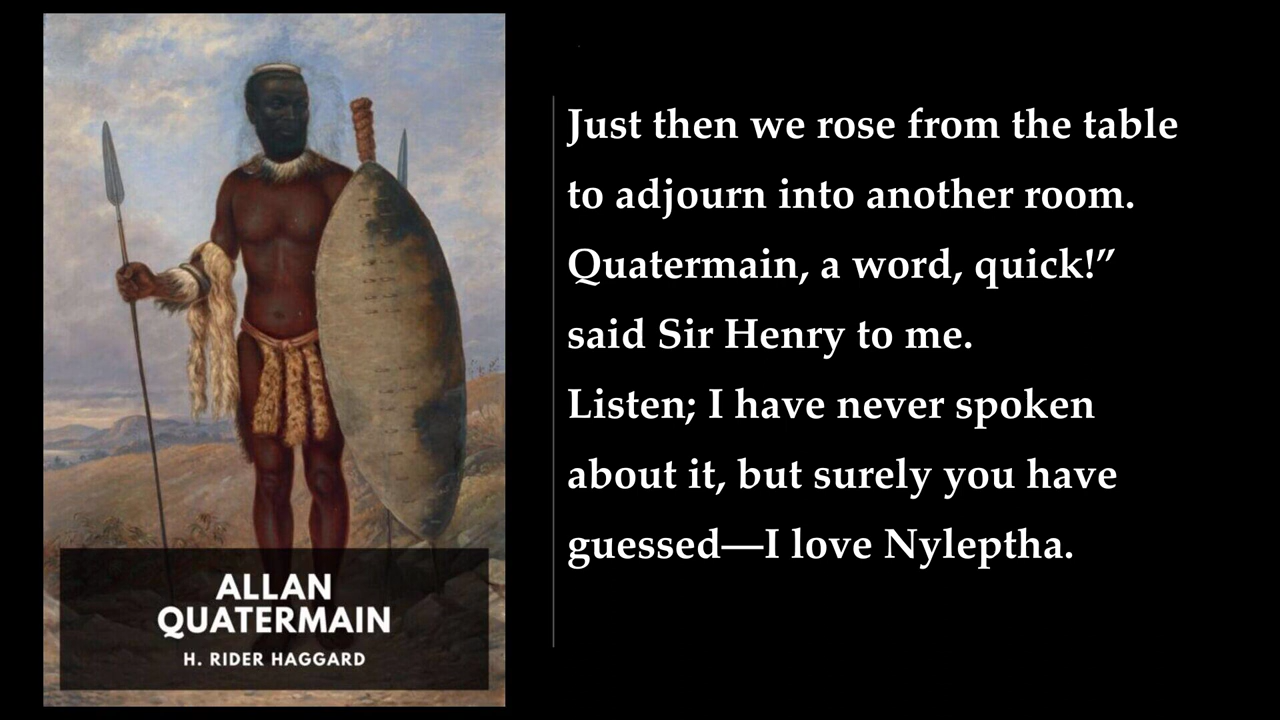 ALLAN
QUATERMAIN
H. RIDER HAGGARD
Just then we rose from the table
to adjourn into another room.
Quatermain, a word, quick!”
said Sir Henry to me.
Listen; I have never spoken
about it, but surely you have
guessed—I love Nyleptha.